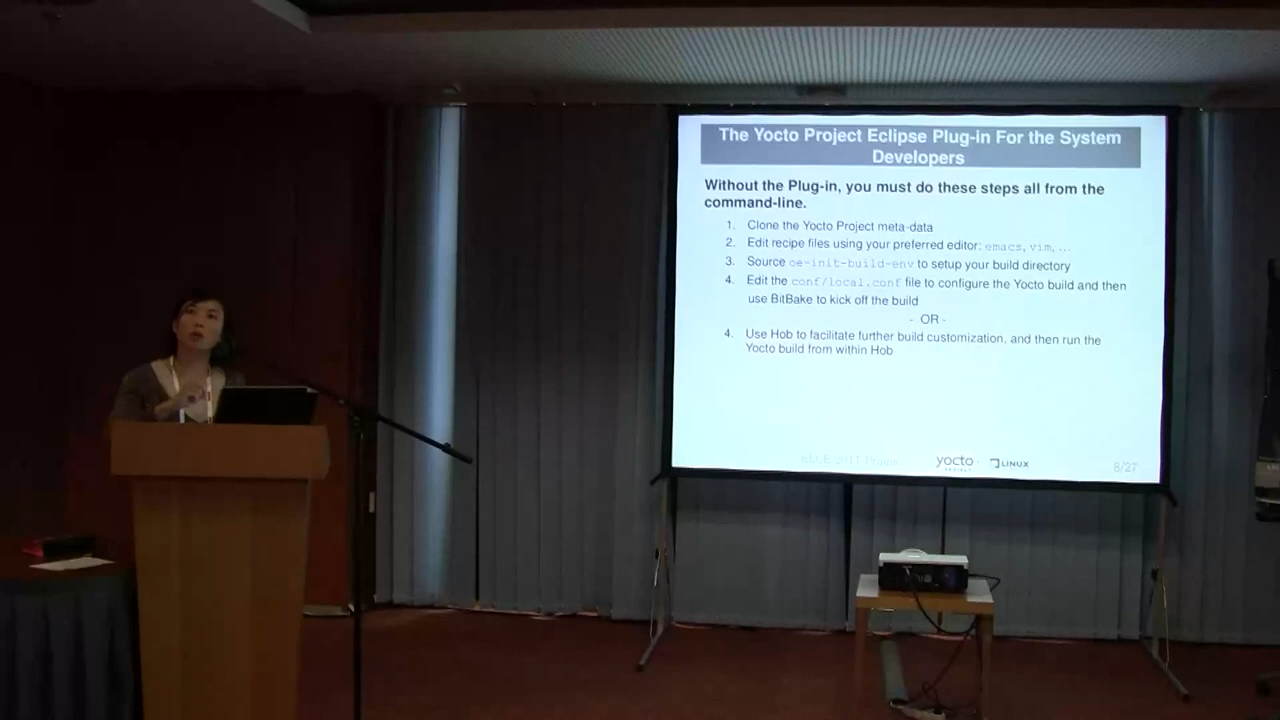 The Yocto Project Eclipse Plug-in For the System
Developers
Without the Plug-in, you must do these steps all from the
command-line.
1. Clone the Yocto Project meta-data
2. Edit recipe files using your preferred editor: emacs, vim, ...
3. Source oe-init-build-env to setup your build directory
4. Edit the conf/local.conf file to configure the Yocto build and then
use BitBake to kick off the build
- OR -
4. Use Hob to facilitate further build customization, and then run the
Yocto build from within Hob
yocto LINUX 8/27
PROJECT